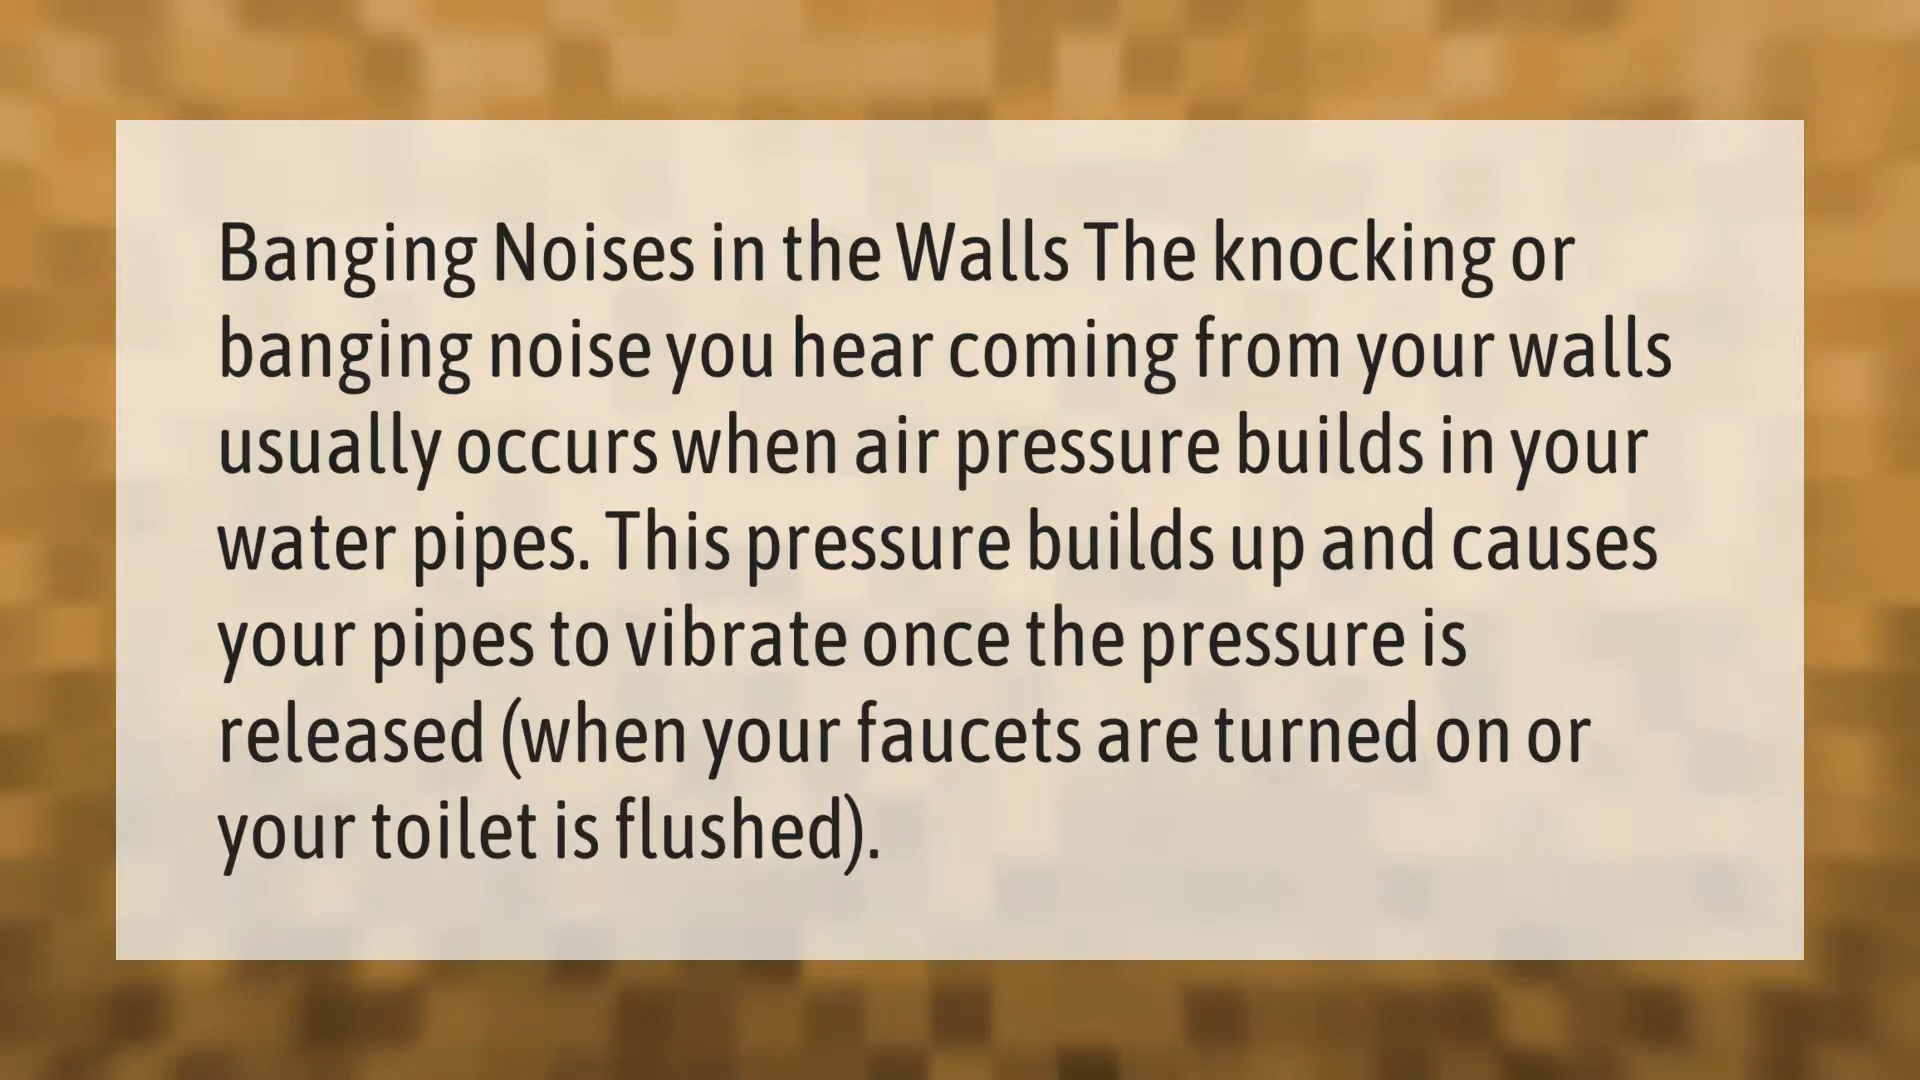 Banging Noises in the Walls The knocking or
banging noise you hear coming from your walls
usually occurs when air pressure builds in your
water pipes. This pressure builds up and causes
your pipes to vibrate once the pressure is
released (when your faucets are turned on or
your toilet is flushed).